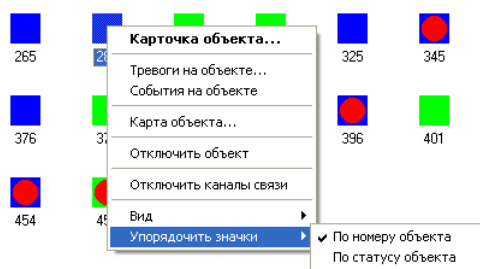 265
Карточка объекта...
325
345
Тревоги на объекте...
События на объекте
376
Карта объекта...
396
401
Отключить объект
Отключить каналы связи
454
Вид
Упорядочить значки
По номеру объекта
По статусу объекта